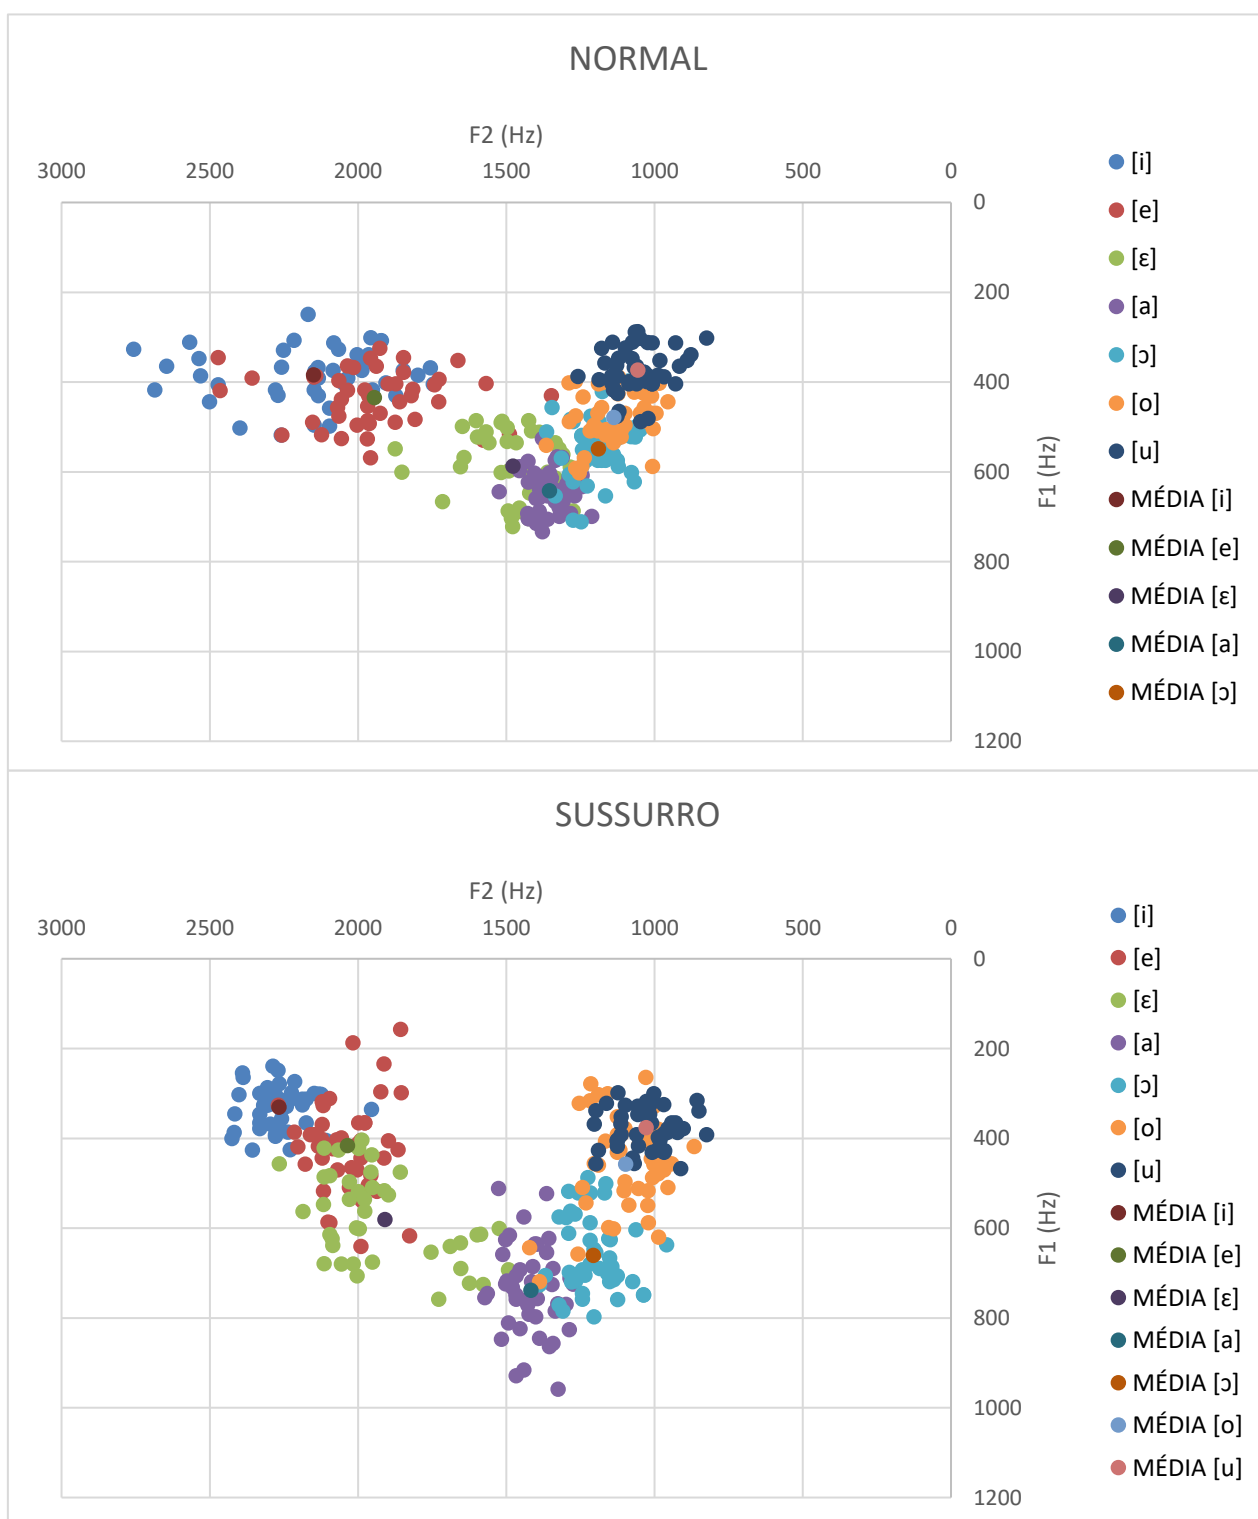 NORMAL
F2 (Hz)
3000 2500 2000 1500 1000 500 0
0
200
400
600
800
1000
1200
F1 (Hz)
[i]
[e]
[ɛ]
[a]
[ɔ]
[o]
[u]
MÉDIA [i]
MÉDIA [e]
MÉDIA [ɛ]
MÉDIA [a]
MÉDIA [ɔ]
SUSSURRO
F2 (Hz)
3000 2500 2000 1500 1000 500 0
0
200
400
600
800
1000
1200
F1 (Hz)
[i]
[e]
[ɛ]
[a]
[ɔ]
[o]
[u]
MÉDIA [i]
MÉDIA [e]
MÉDIA [ɛ]
MÉDIA [a]
MÉDIA [ɔ]
MÉDIA [o]
MÉDIA [u]